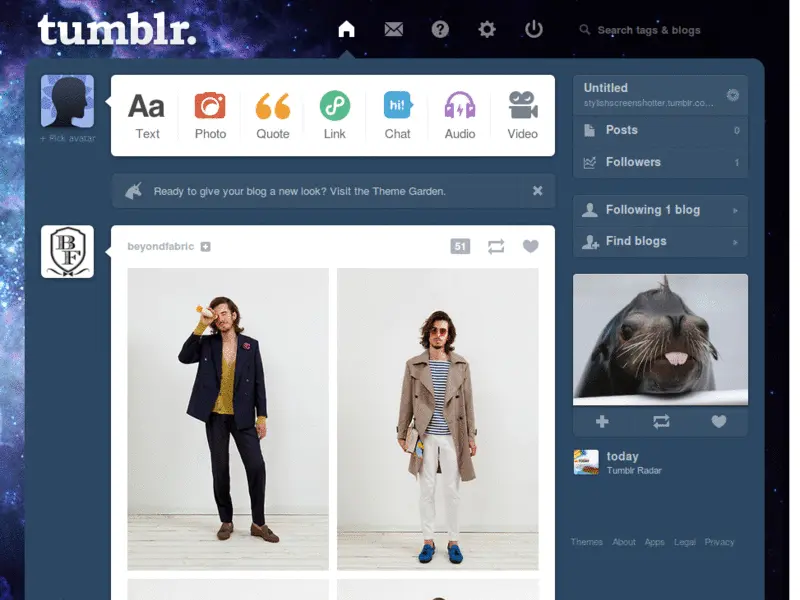 tumblr.
Search tags & blogs
+ Pick avatar
Aa
hi!
Text
Photo
Quote
Link
Chat
Audio
Video
Ready to give your blog a new look? Visit the Theme Garden.
BF
beyondfabric
51
Untitled
stylishscreenshotter.tumblr.co...
Posts 0
Followers 1
Following 1 blog
Find blogs
today
Tumblr Radar
Themes About Apps Legal Privacy